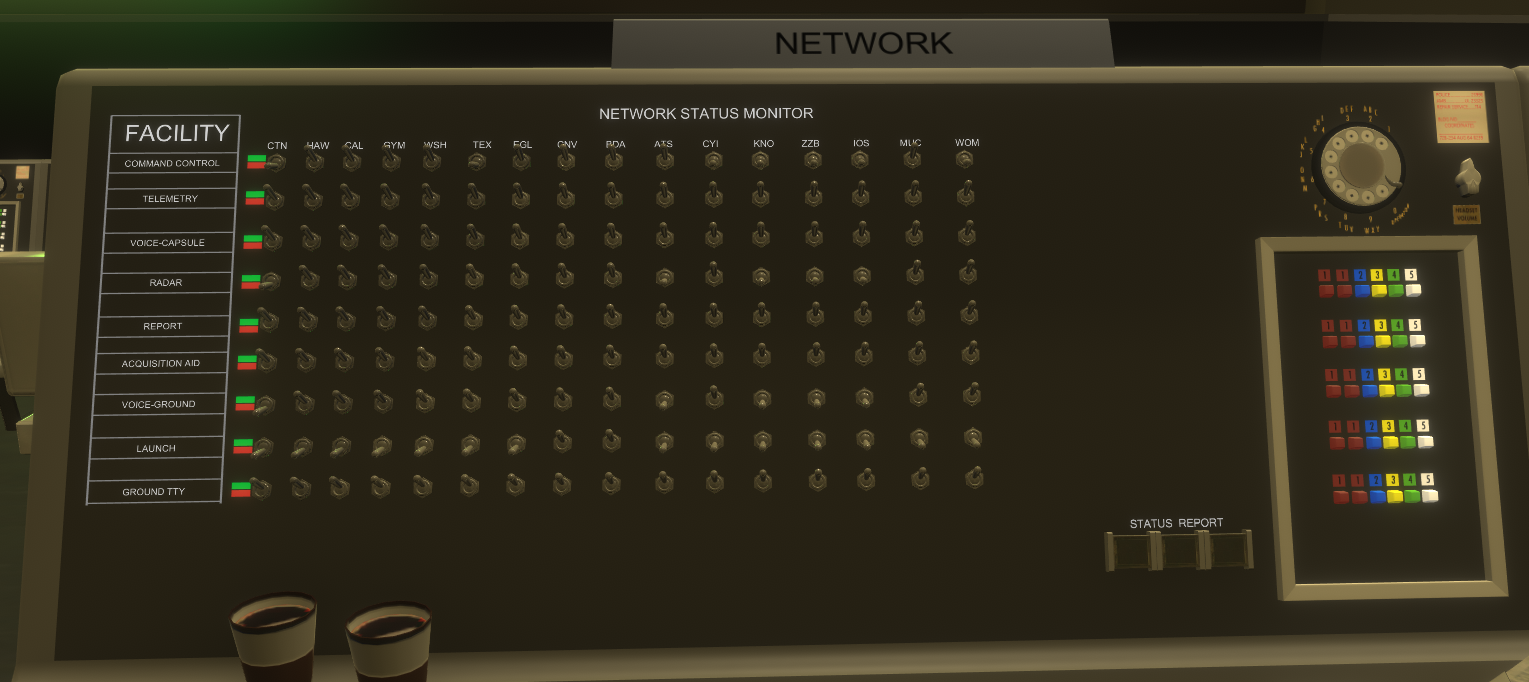 NETWORK
NETWORK STATUS MONITOR
FACILITY
CTN HAW CAL GYM WSH TEX EGL GNV BDA ATS CYI KNO ZZB IOS MUC WOM
COMMAND CONTROL
TELEMETRY
VOICE-CAPSULE
RADAR
REPORT
ACQUISITION AID
VOICE-GROUND
LAUNCH
GROUND TTY
STATUS REPORT
1 1 2 3 4 5
1 1 2 3 4 5
1 1 2 3 4 5
1 1 2 3 4 5
1 1 2 3 4 5